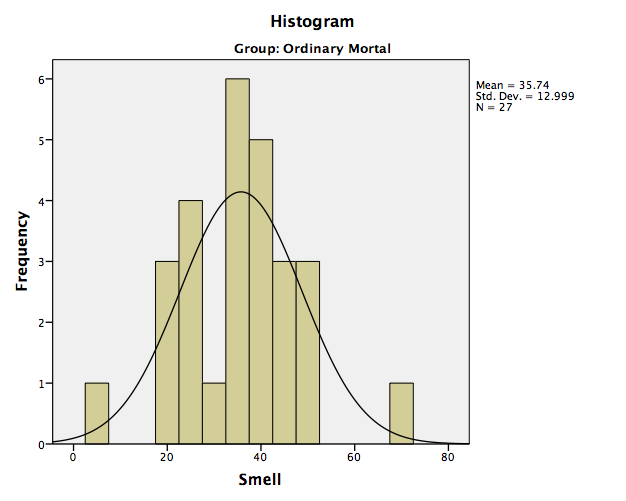 Histogram
Group: Ordinary Mortal
Mean = 35.74
Std. Dev. = 12.999
N = 27
Frequency
6
5
4
3
2
1
0
0 20 40 60 80
Smell